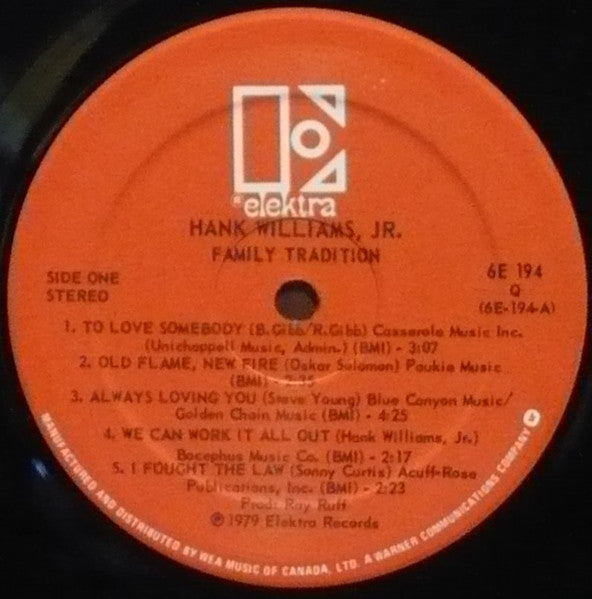 ® elektra
HANK WILLIAMS, JR.
FAMILY TRADITION
SIDE ONE
STEREO
6E 194
Q
(6E-194-A)
1. TO LOVE SOMEBODY (B. Gibb/R. Gibb) Casserole Music Inc.
(Unichappell Music, Admin.) (BMI) - 3:07
2. OLD FLAME, NEW FIRE (Oskar Solomon) Paukie Music
(BMI) -
3. ALWAYS LOVING YOU (Steve Young) Blue Canyon Music/
Golden Chain Music (BMI) - 4:25
4. WE CAN WORK IT ALL OUT (Hank Williams, Jr.)
Bocephus Music Co. (BMI) - 2:17
5. I FOUGHT THE LAW (Sonny Curtis) Acuff-Rose
Publications, Inc. (BMI) - 2:23
Prod: Ray Ruff
℗ 1979 Elektra Records
MANUFACTURED AND DISTRIBUTED BY WEA MUSIC OF CANADA, LTD. A WARNER COMMUNICATIONS COMPANY